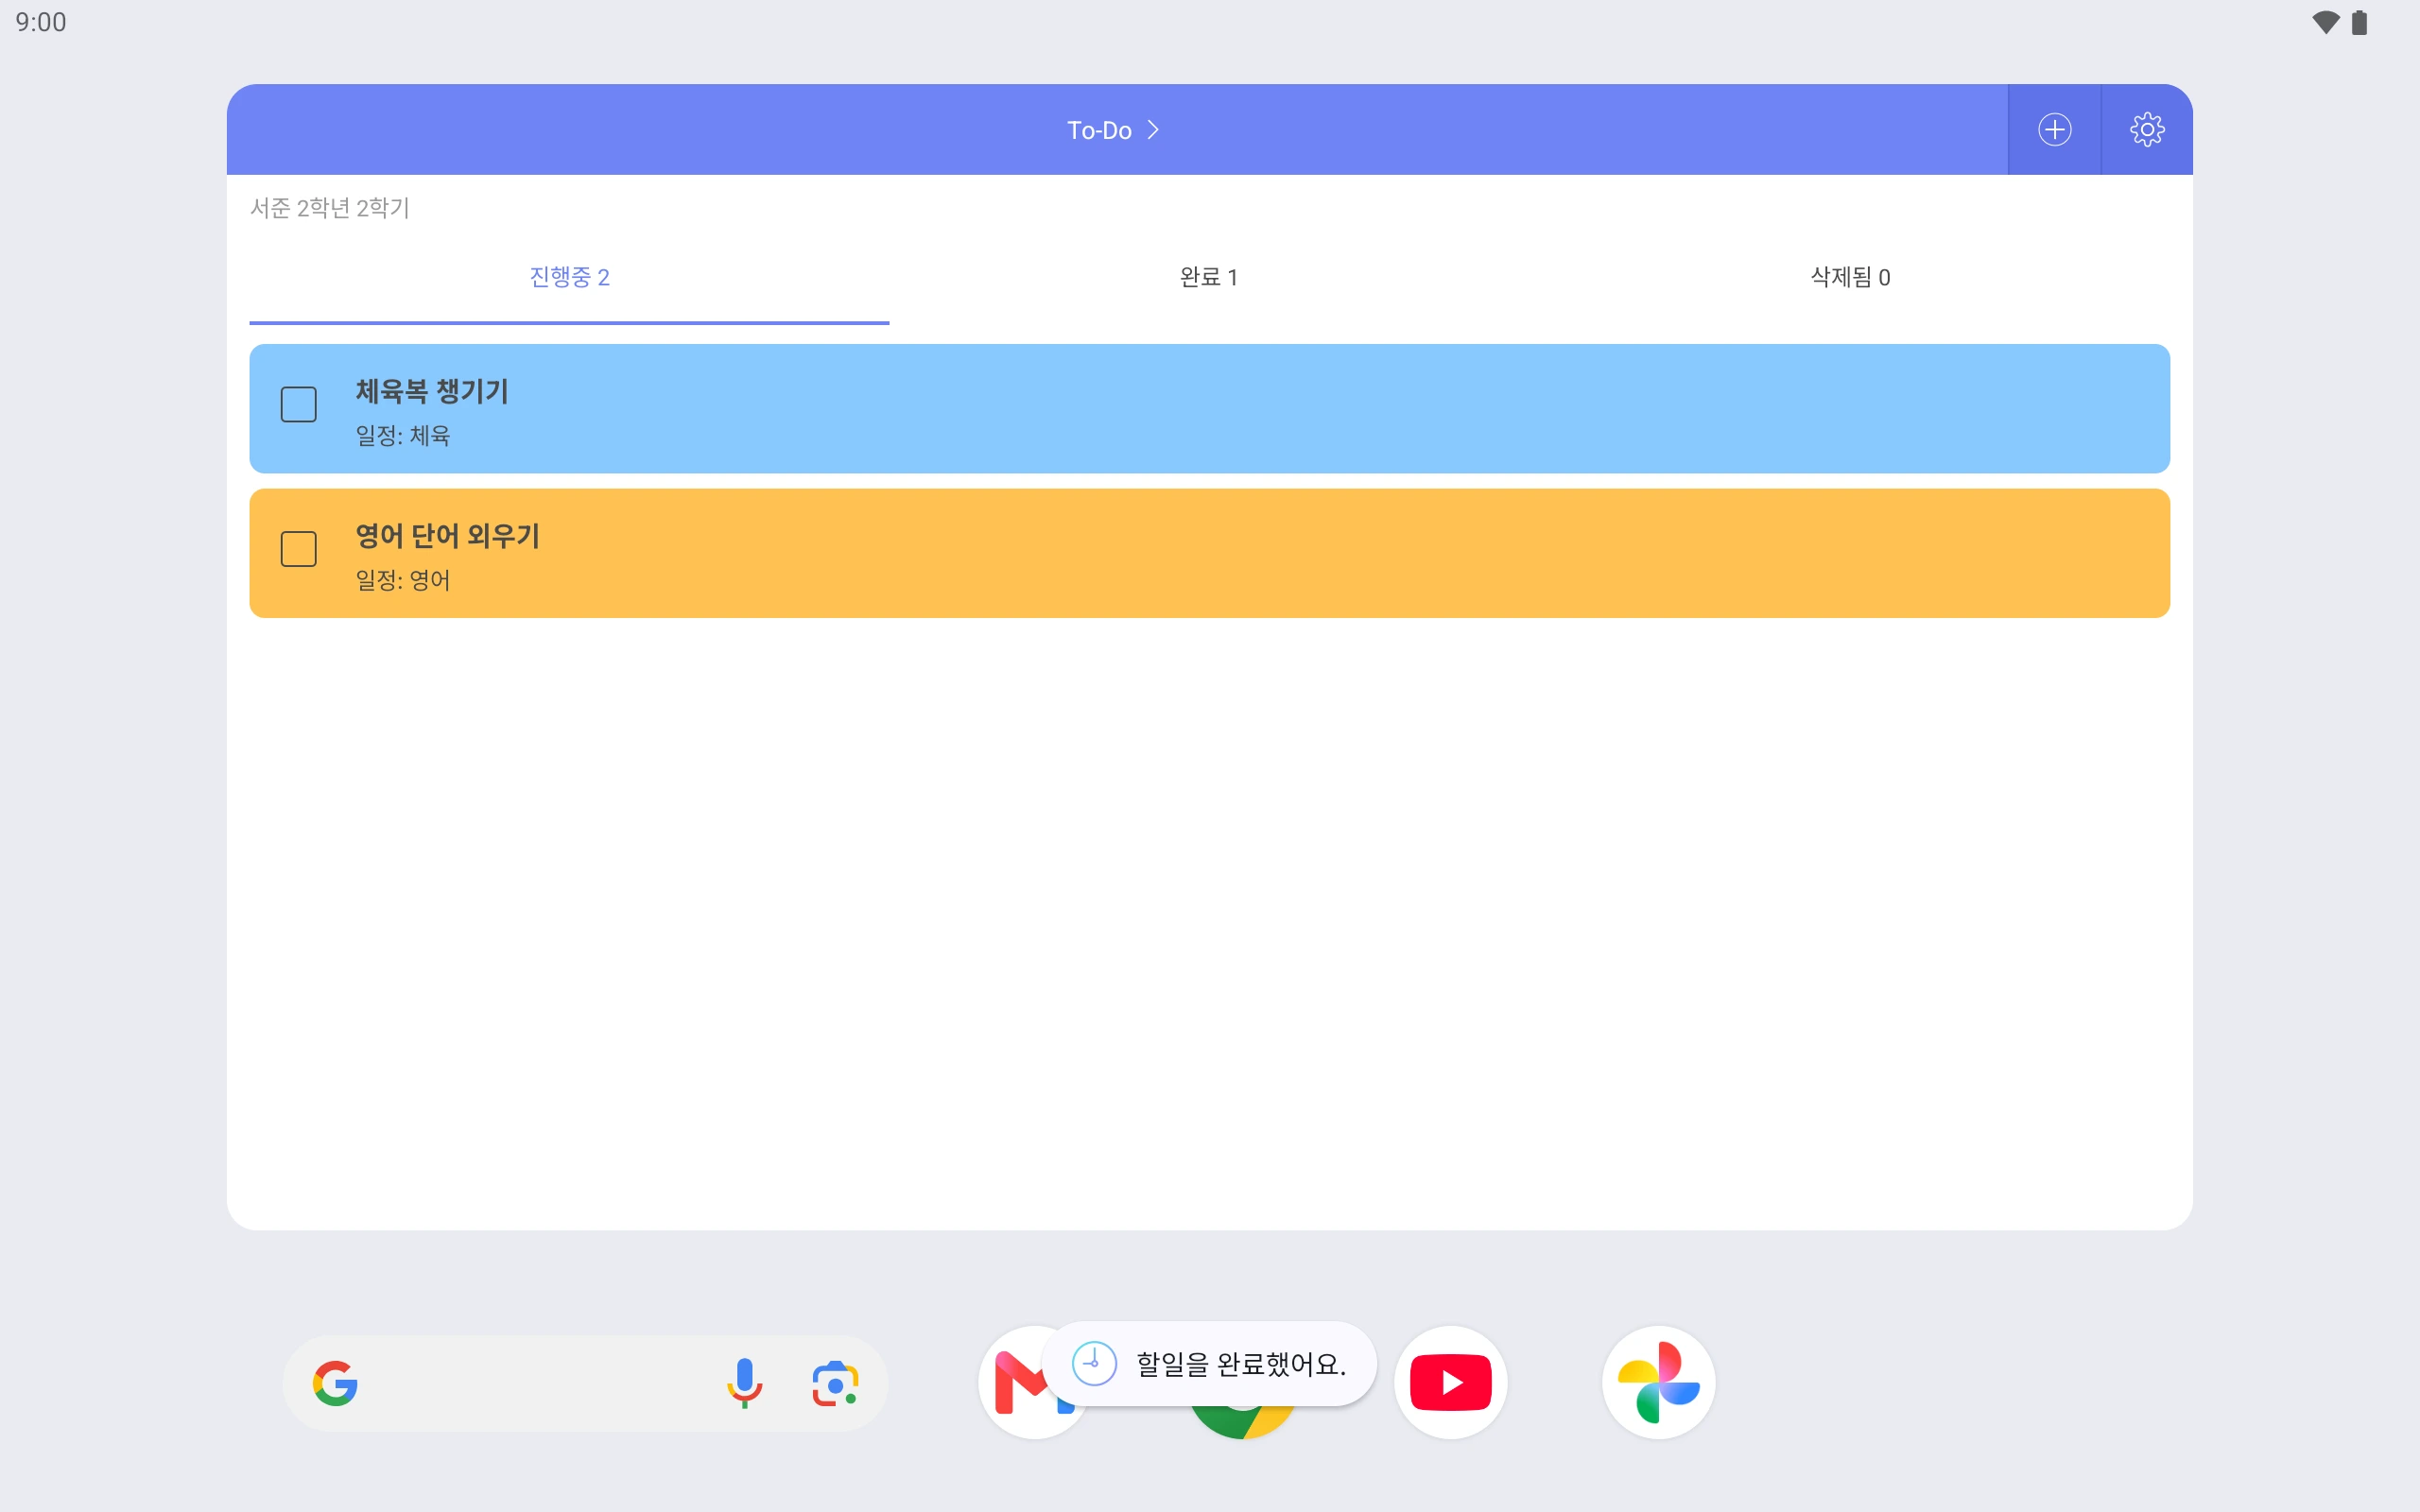 9:00
To-Do
서준 2학년 2학기
진행중 2
완료 1
삭제됨 0
체육복 챙기기
일정: 체육
영어 단어 외우기
일정: 영어
할일을 완료했어요.